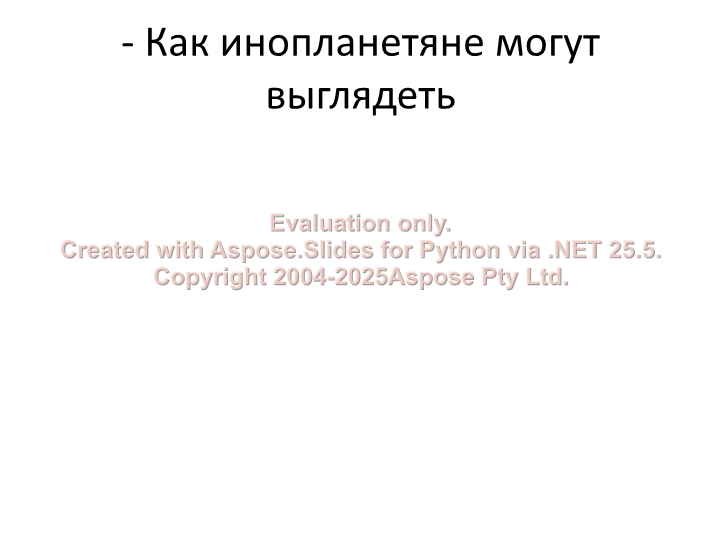 - Как инопланетяне могут
выглядеть
Evaluation only.
Created with Aspose.Slides for Python via .NET 25.5.
Copyright 2004-2025Aspose Pty Ltd.